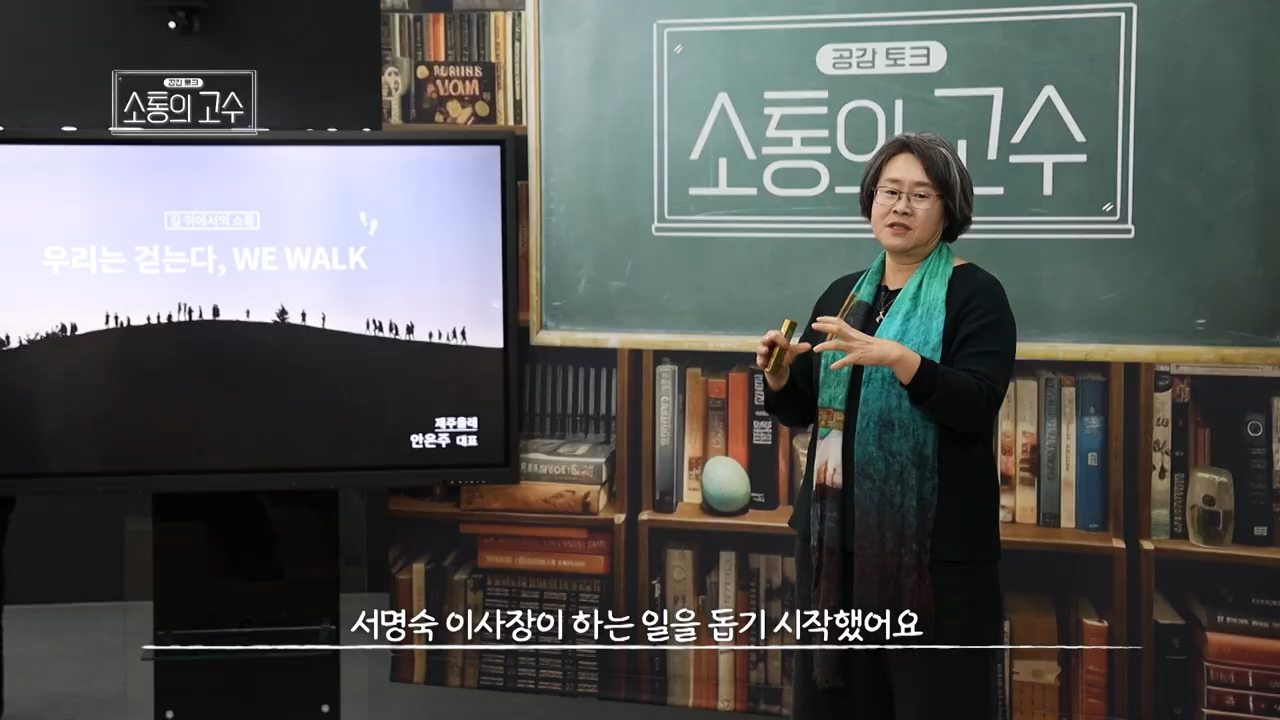 공감 토크
소통의 고수
공감 토크
소통의 고수
길 위에서의 소통
우리는 걷는다, WE WALK
제주올레
안은주 대표
서명숙 이사장이 하는 일을 돕기 시작했어요